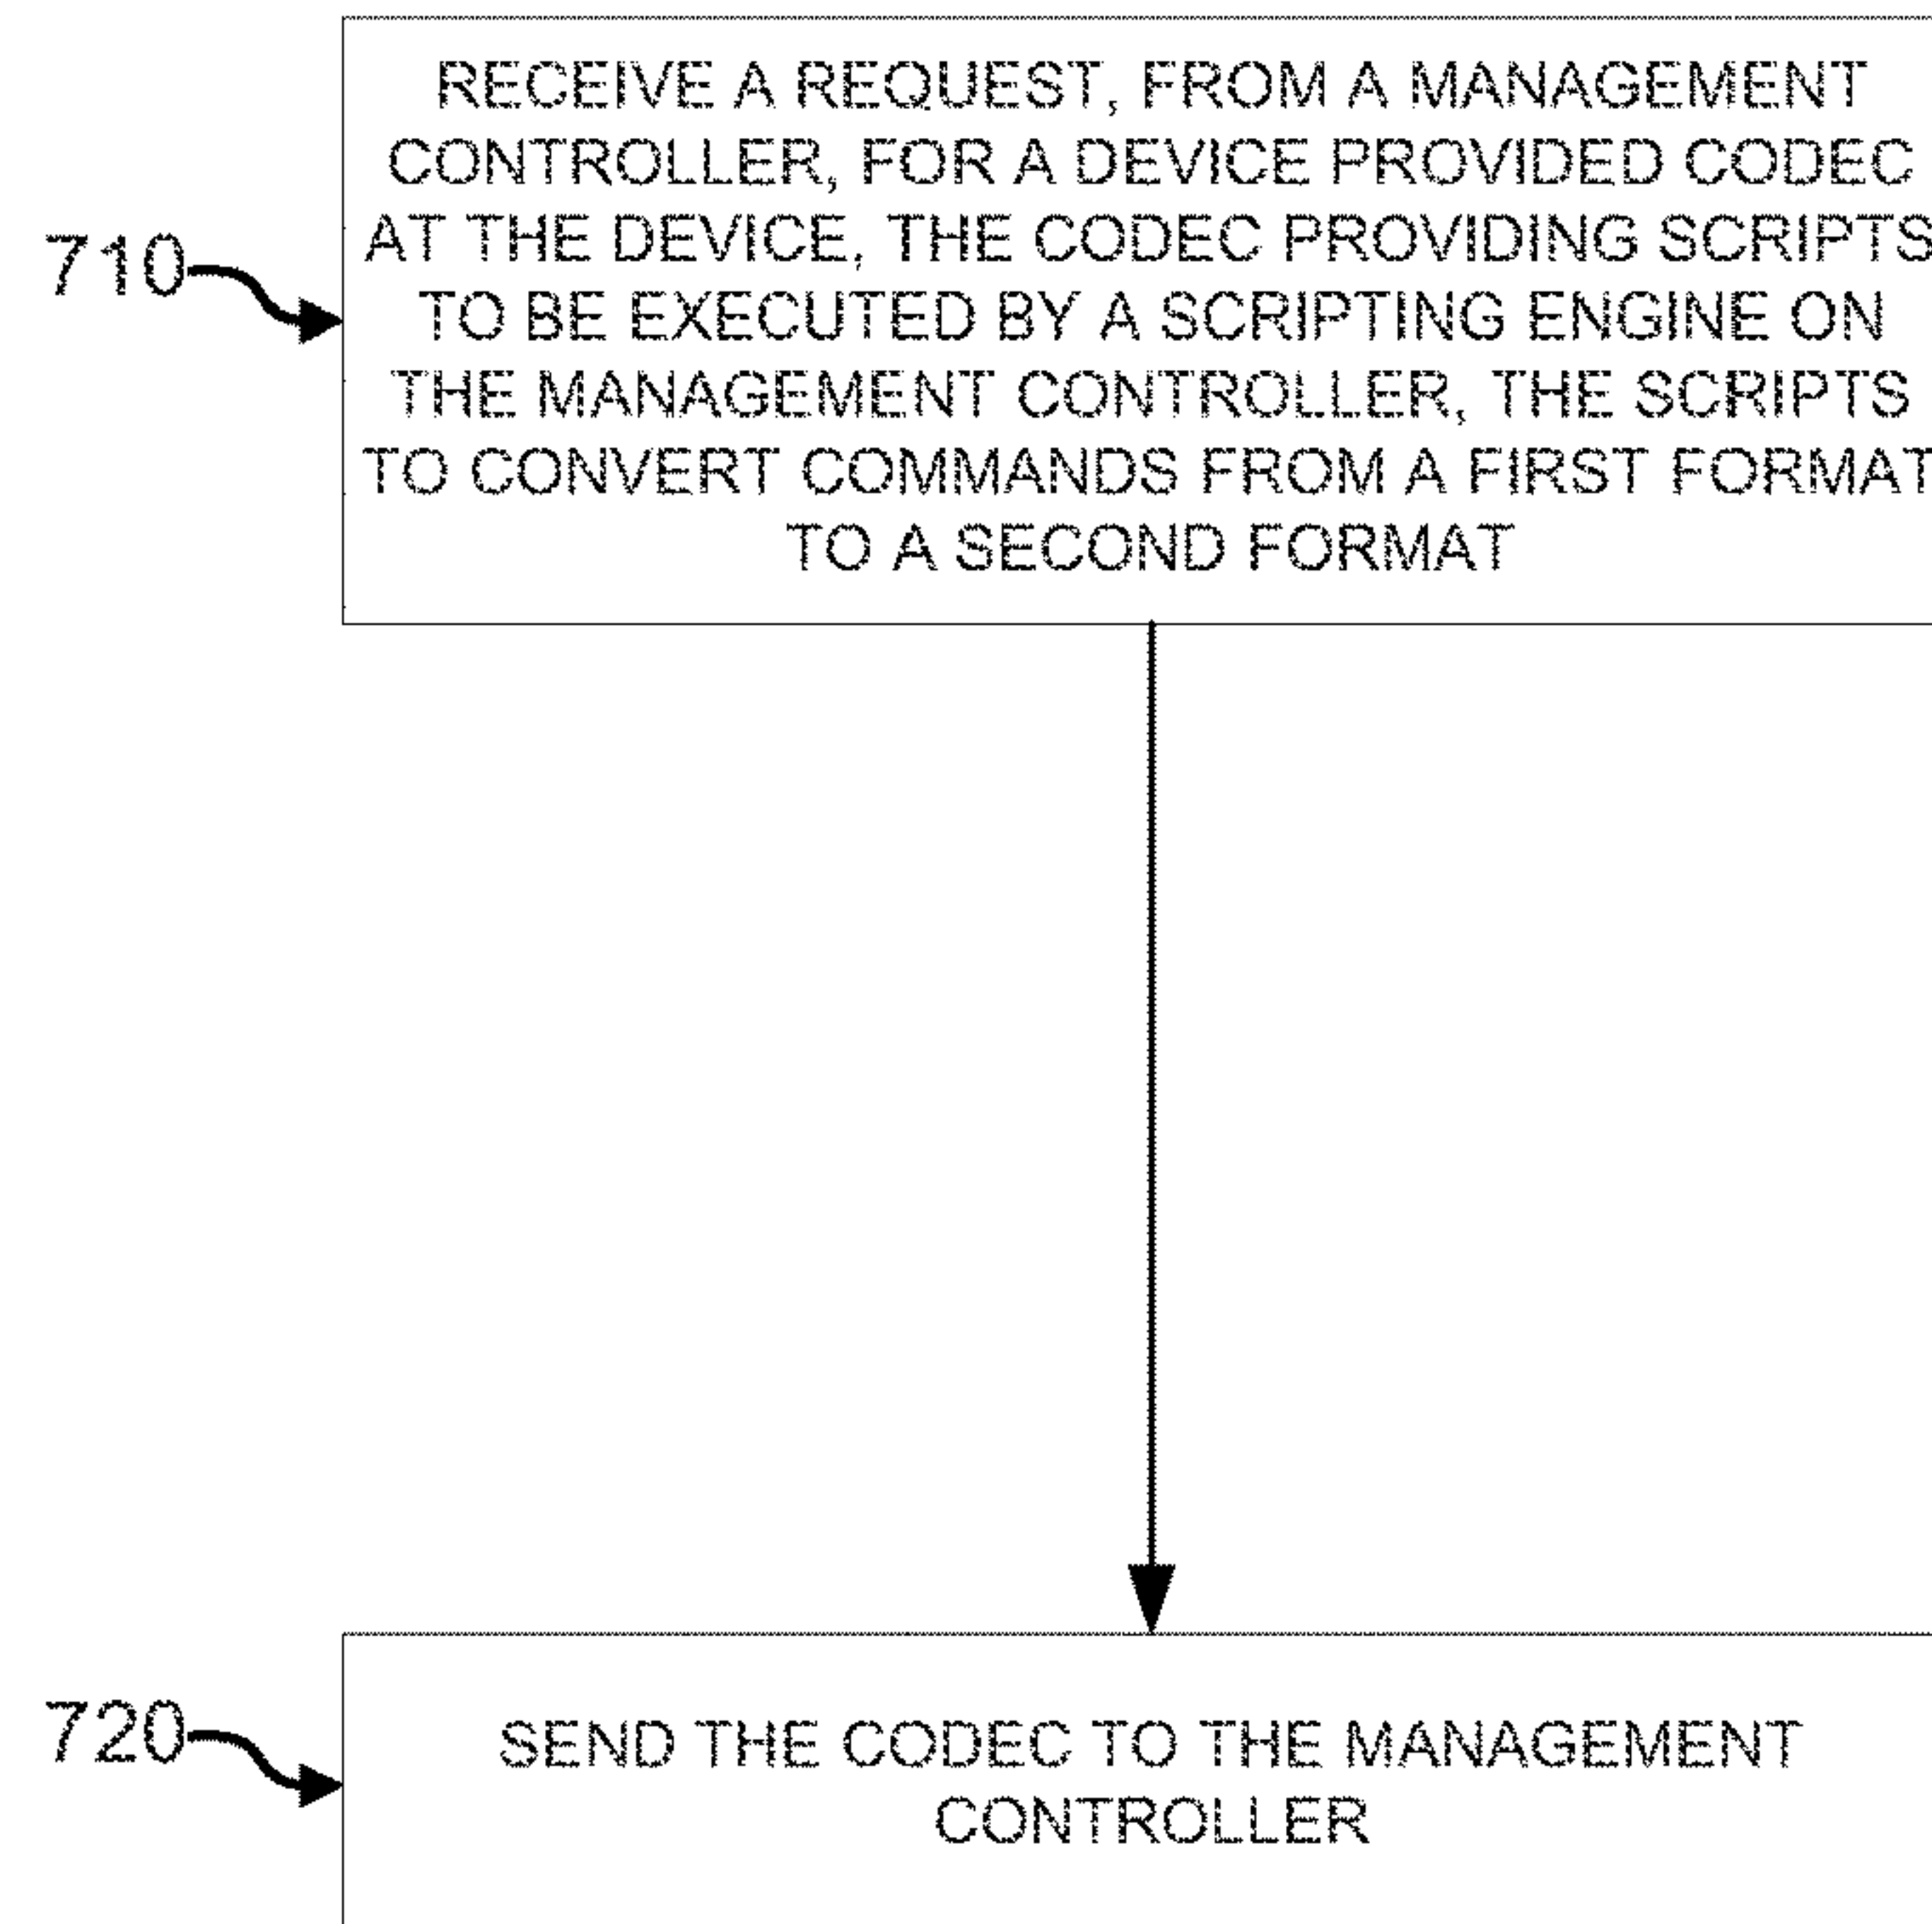 RECEIVE A REQUEST, FROM A MANAGEMENT
CONTROLLER, FOR A DEVICE PROVIDED CODEC
AT THE DEVICE, THE CODEC PROVIDING SCRIPTS
710
TO BE EXECUTED BY A SCRIPTING ENGINE ON
THE MANAGEMENT CONTROLLER, THE SCRIPTS
TO CONVERT COMMANDS FROM A FIRST FORMAT
TO A SECOND FORMAT
720
SEND THE CODEC TO THE MANAGEMENT
CONTROLLER